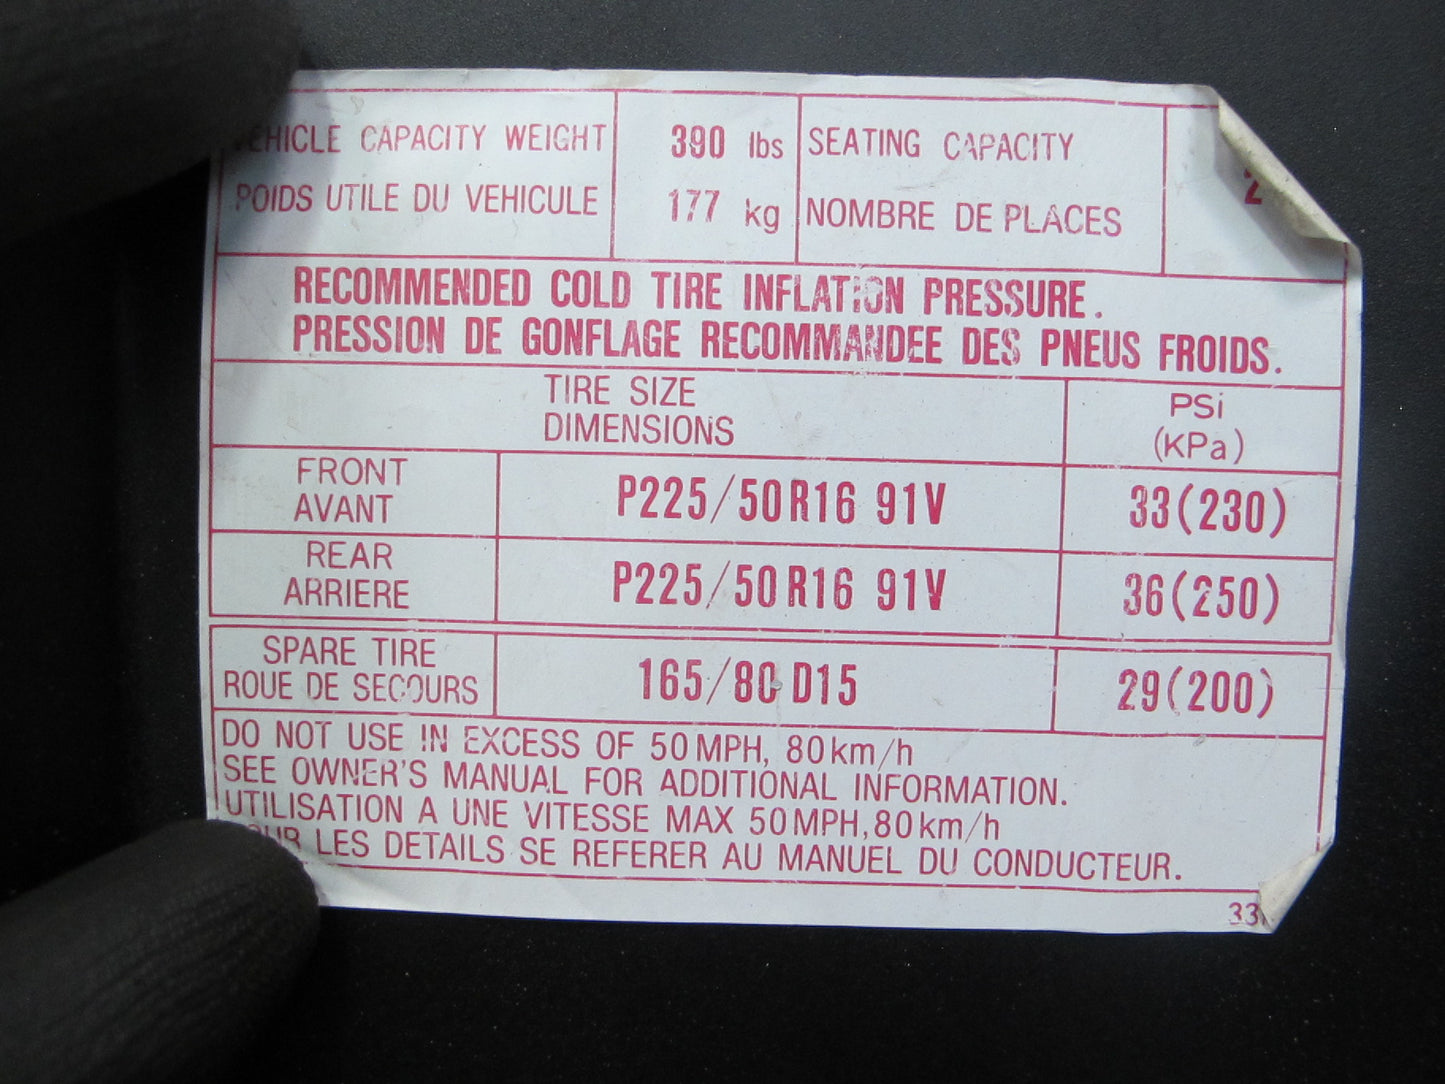 VEHICLE CAPACITY WEIGHT 390 lbs SEATING CAPACITY 2
POIDS UTILE DU VEHICULE 177 kg NOMBRE DE PLACES
RECOMMENDED COLD TIRE INFLATION PRESSURE.
PRESSION DE GONFLAGE RECOMMANDEE DES PNEUS FROIDS.
TIRE SIZE PSi
DIMENSIONS (KPa)
FRONT
AVANT P225/50R16 91V 33(230)
REAR
ARRIERE P225/50R16 91V 36(250)
SPARE TIRE
ROUE DE SECOURS 165/80 D15 29(200)
DO NOT USE IN EXCESS OF 50MPH, 80km/h
SEE OWNER'S MANUAL FOR ADDITIONAL INFORMATION.
UTILISATION A UNE VITESSE MAX 50MPH,80km/h
POUR LES DETAILS SE REFERER AU MANUEL DU CONDUCTEUR.